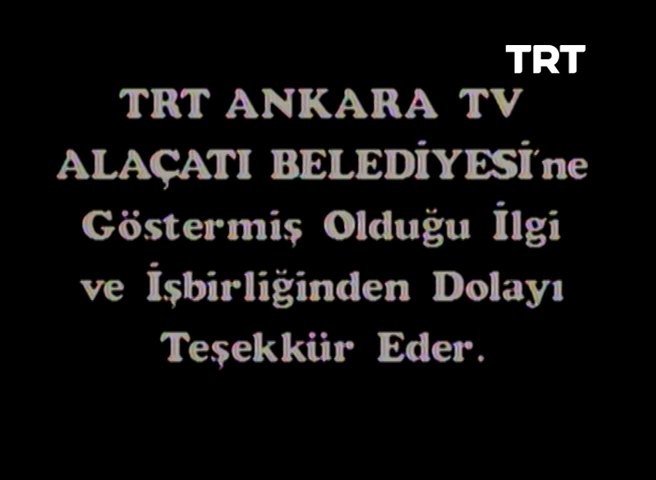 TRT
TRT ANKARA TV
ALAÇATI BELEDİYESİ'ne
Göstermiş Olduğu İlgi
ve İşbirliğinden Dolayı
Teşekkür Eder.